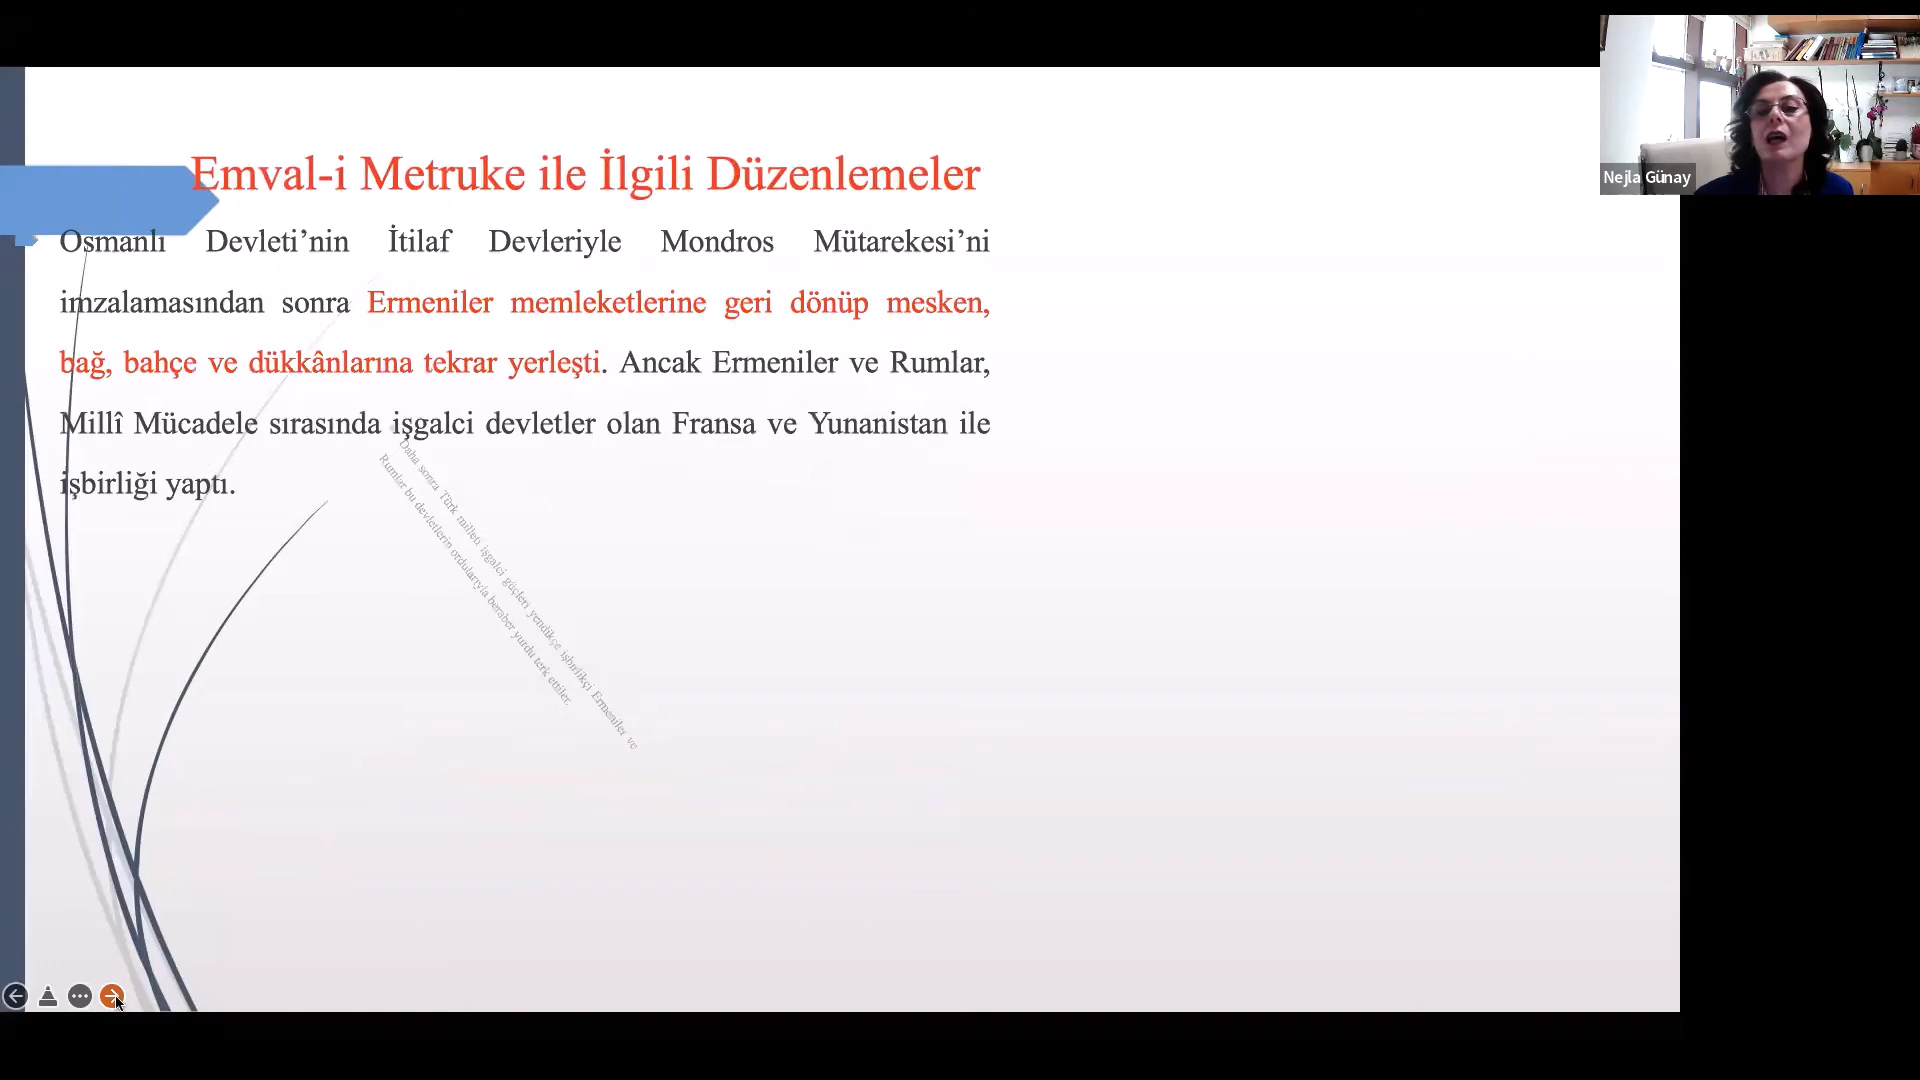 Emval-i Metruke ile İlgili Düzenlemeler
Osmanlı Devleti’nin İtilaf Devleriyle Mondros Mütarekesi’ni
imzalamasından sonra Ermeniler memleketlerine geri dönüp mesken,
bağ, bahçe ve dükkânlarına tekrar yerleşti. Ancak Ermeniler ve Rumlar,
Millî Mücadele sırasında işgalci devletler olan Fransa ve Yunanistan ile
işbirliği yaptı.
Daha sonra Türk milleti işgalci güçleri yendikçe işbirlikçi Ermeniler ve
Rumlar bu devletlerin ordularıyla beraber yurdu terk ettiler.
Nejla Günay